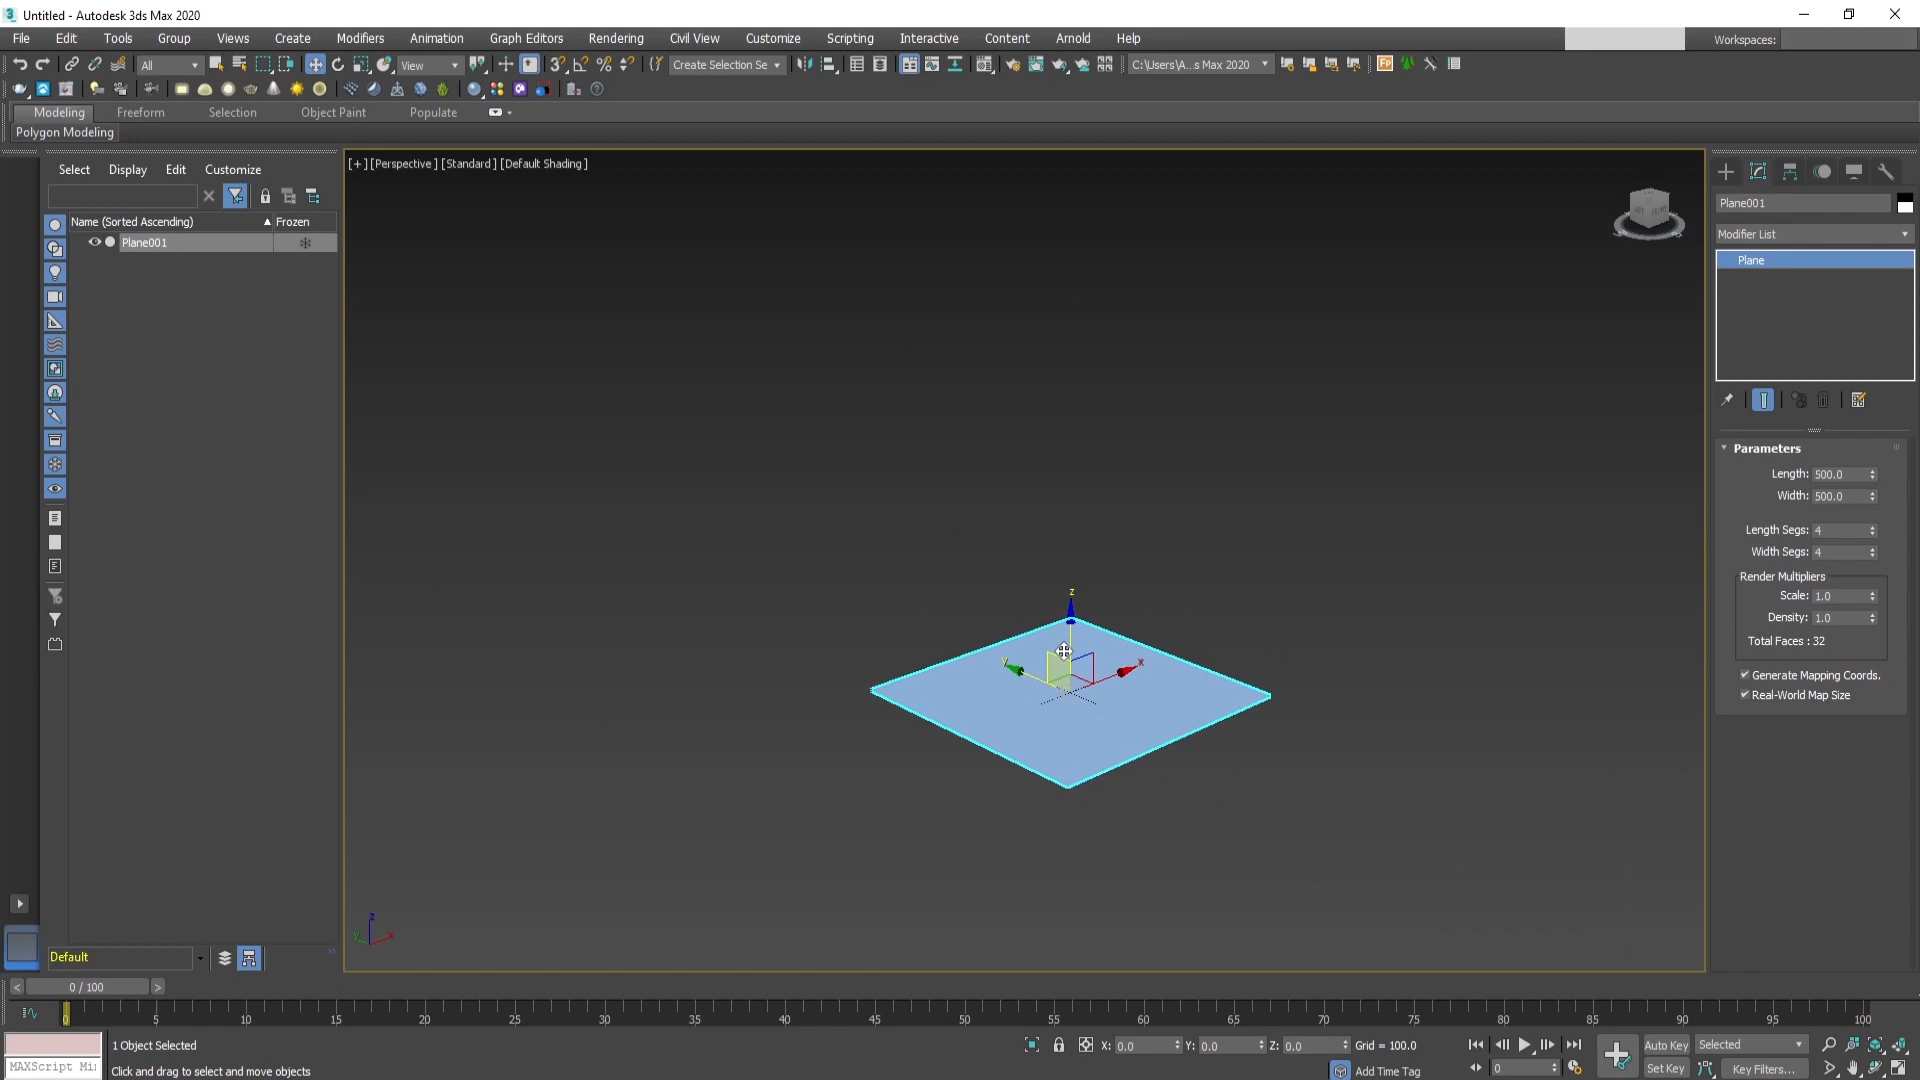 Untitled - Autodesk 3ds Max 2020
File Edit Tools Group Views Create Modifiers Animation Graph Editors Rendering Civil View Customize Scripting Interactive Content Arnold Help
Workspaces:
All View Create Selection Se C:\Users\A...s Max 2020
Modeling Freeform Selection Object Paint Populate
Polygon Modeling
Select Display Edit Customize
[+] [Perspective ] [Standard ] [Default Shading ]
Plane001
Name (Sorted Ascending) Frozen
Modifier List
Plane001
Plane
Parameters
Length: 500.0
Width: 500.0
Length Segs: 4
Width Segs: 4
Render Multipliers
Scale: 1.0
Density: 1.0
Total Faces : 32
Generate Mapping Coords.
Real-World Map Size
z
y x
z
y x
Default
< 0 / 100 >
0 5 10 15 20 25 30 35 40 45 50 55 60 65 70 75 80 85 90 95 100
1 Object Selected X: 0.0 Y: 0.0 Z: 0.0 Grid = 100.0 Auto Key Selected
MAXScript Mi Click and drag to select and move objects Add Time Tag 0 Set Key Key Filters...